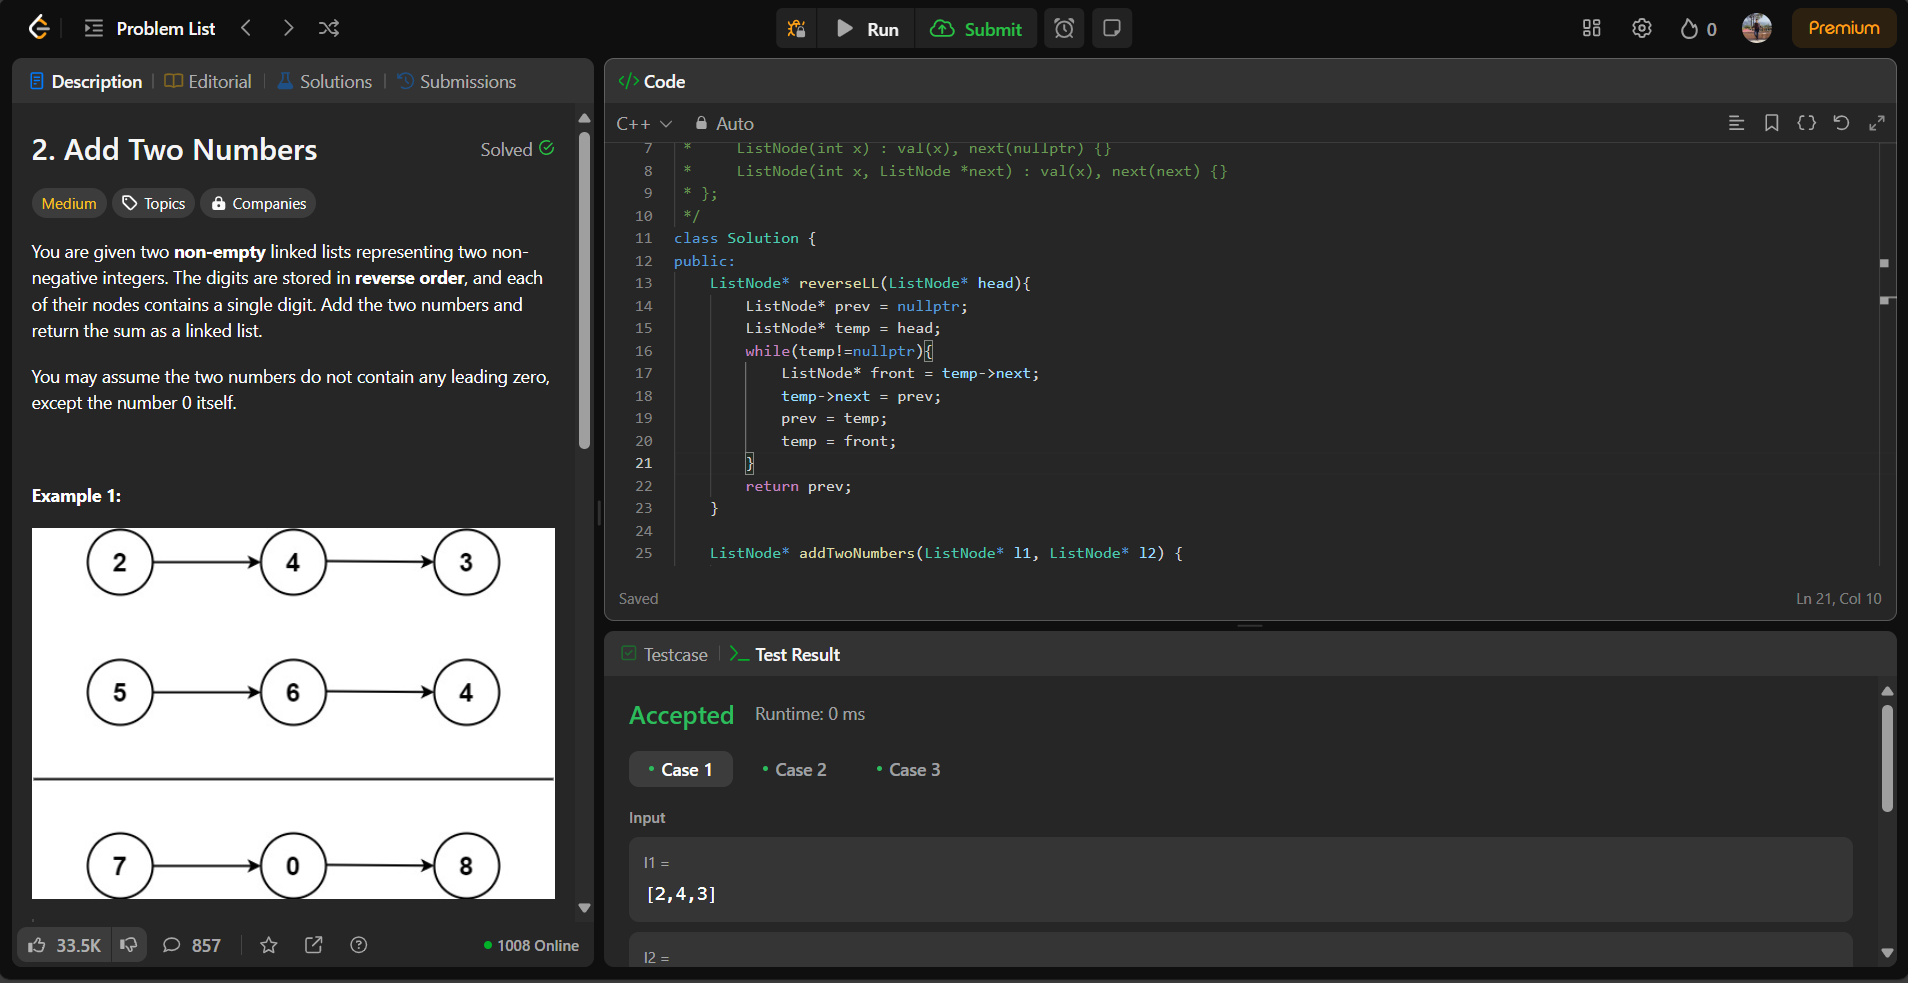 Problem List
Run
Submit
0
Premium
Description
Editorial
Solutions
Submissions
2. Add Two Numbers
Solved
Medium
Topics
Companies
You are given two non-empty linked lists representing two non-
negative integers. The digits are stored in reverse order, and each
of their nodes contains a single digit. Add the two numbers and
return the sum as a linked list.
You may assume the two numbers do not contain any leading zero,
except the number 0 itself.
Example 1:
2 4 3
5 6 4
7 0 8
33.5K
857
1008 Online
</> Code
C++
Auto
7 *     ListNode(int x) : val(x), next(nullptr) {}
8 *     ListNode(int x, ListNode *next) : val(x), next(next) {}
9 * };
10 */
11 class Solution {
12 public:
13     ListNode* reverseLL(ListNode* head){
14         ListNode* prev = nullptr;
15         ListNode* temp = head;
16         while(temp!=nullptr){
17             ListNode* front = temp->next;
18             temp->next = prev;
19             prev = temp;
20             temp = front;
21         }
22         return prev;
23     }
24
25     ListNode* addTwoNumbers(ListNode* l1, ListNode* l2) {
Saved
Ln 21, Col 10
Testcase
Test Result
Accepted
Runtime: 0 ms
Case 1
Case 2
Case 3
Input
l1 =
[2,4,3]
l2 =